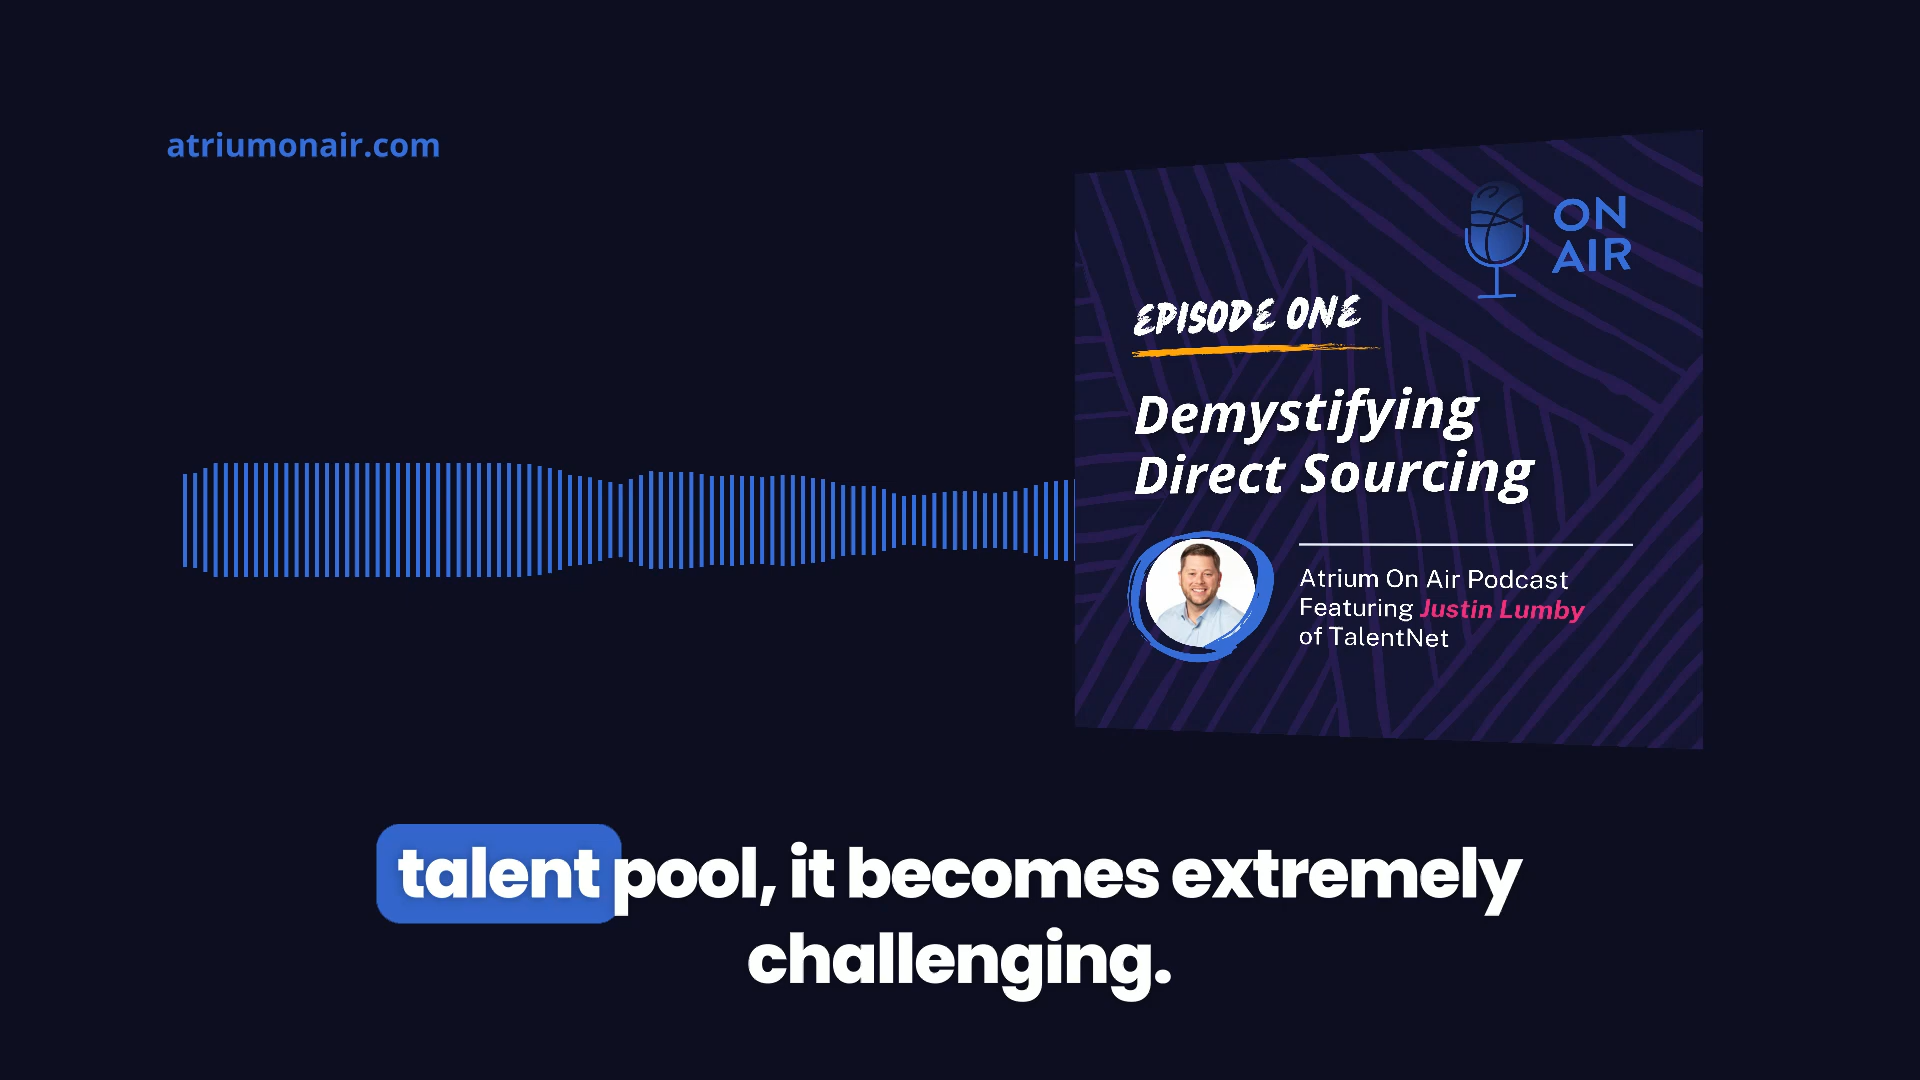 atriumonair.com
ON
AIR
EPISODE ONE
Demystifying
Direct Sourcing
Atrium On Air Podcast
Featuring Justin Lumby
of TalentNet
talent pool, it becomes extremely
challenging.